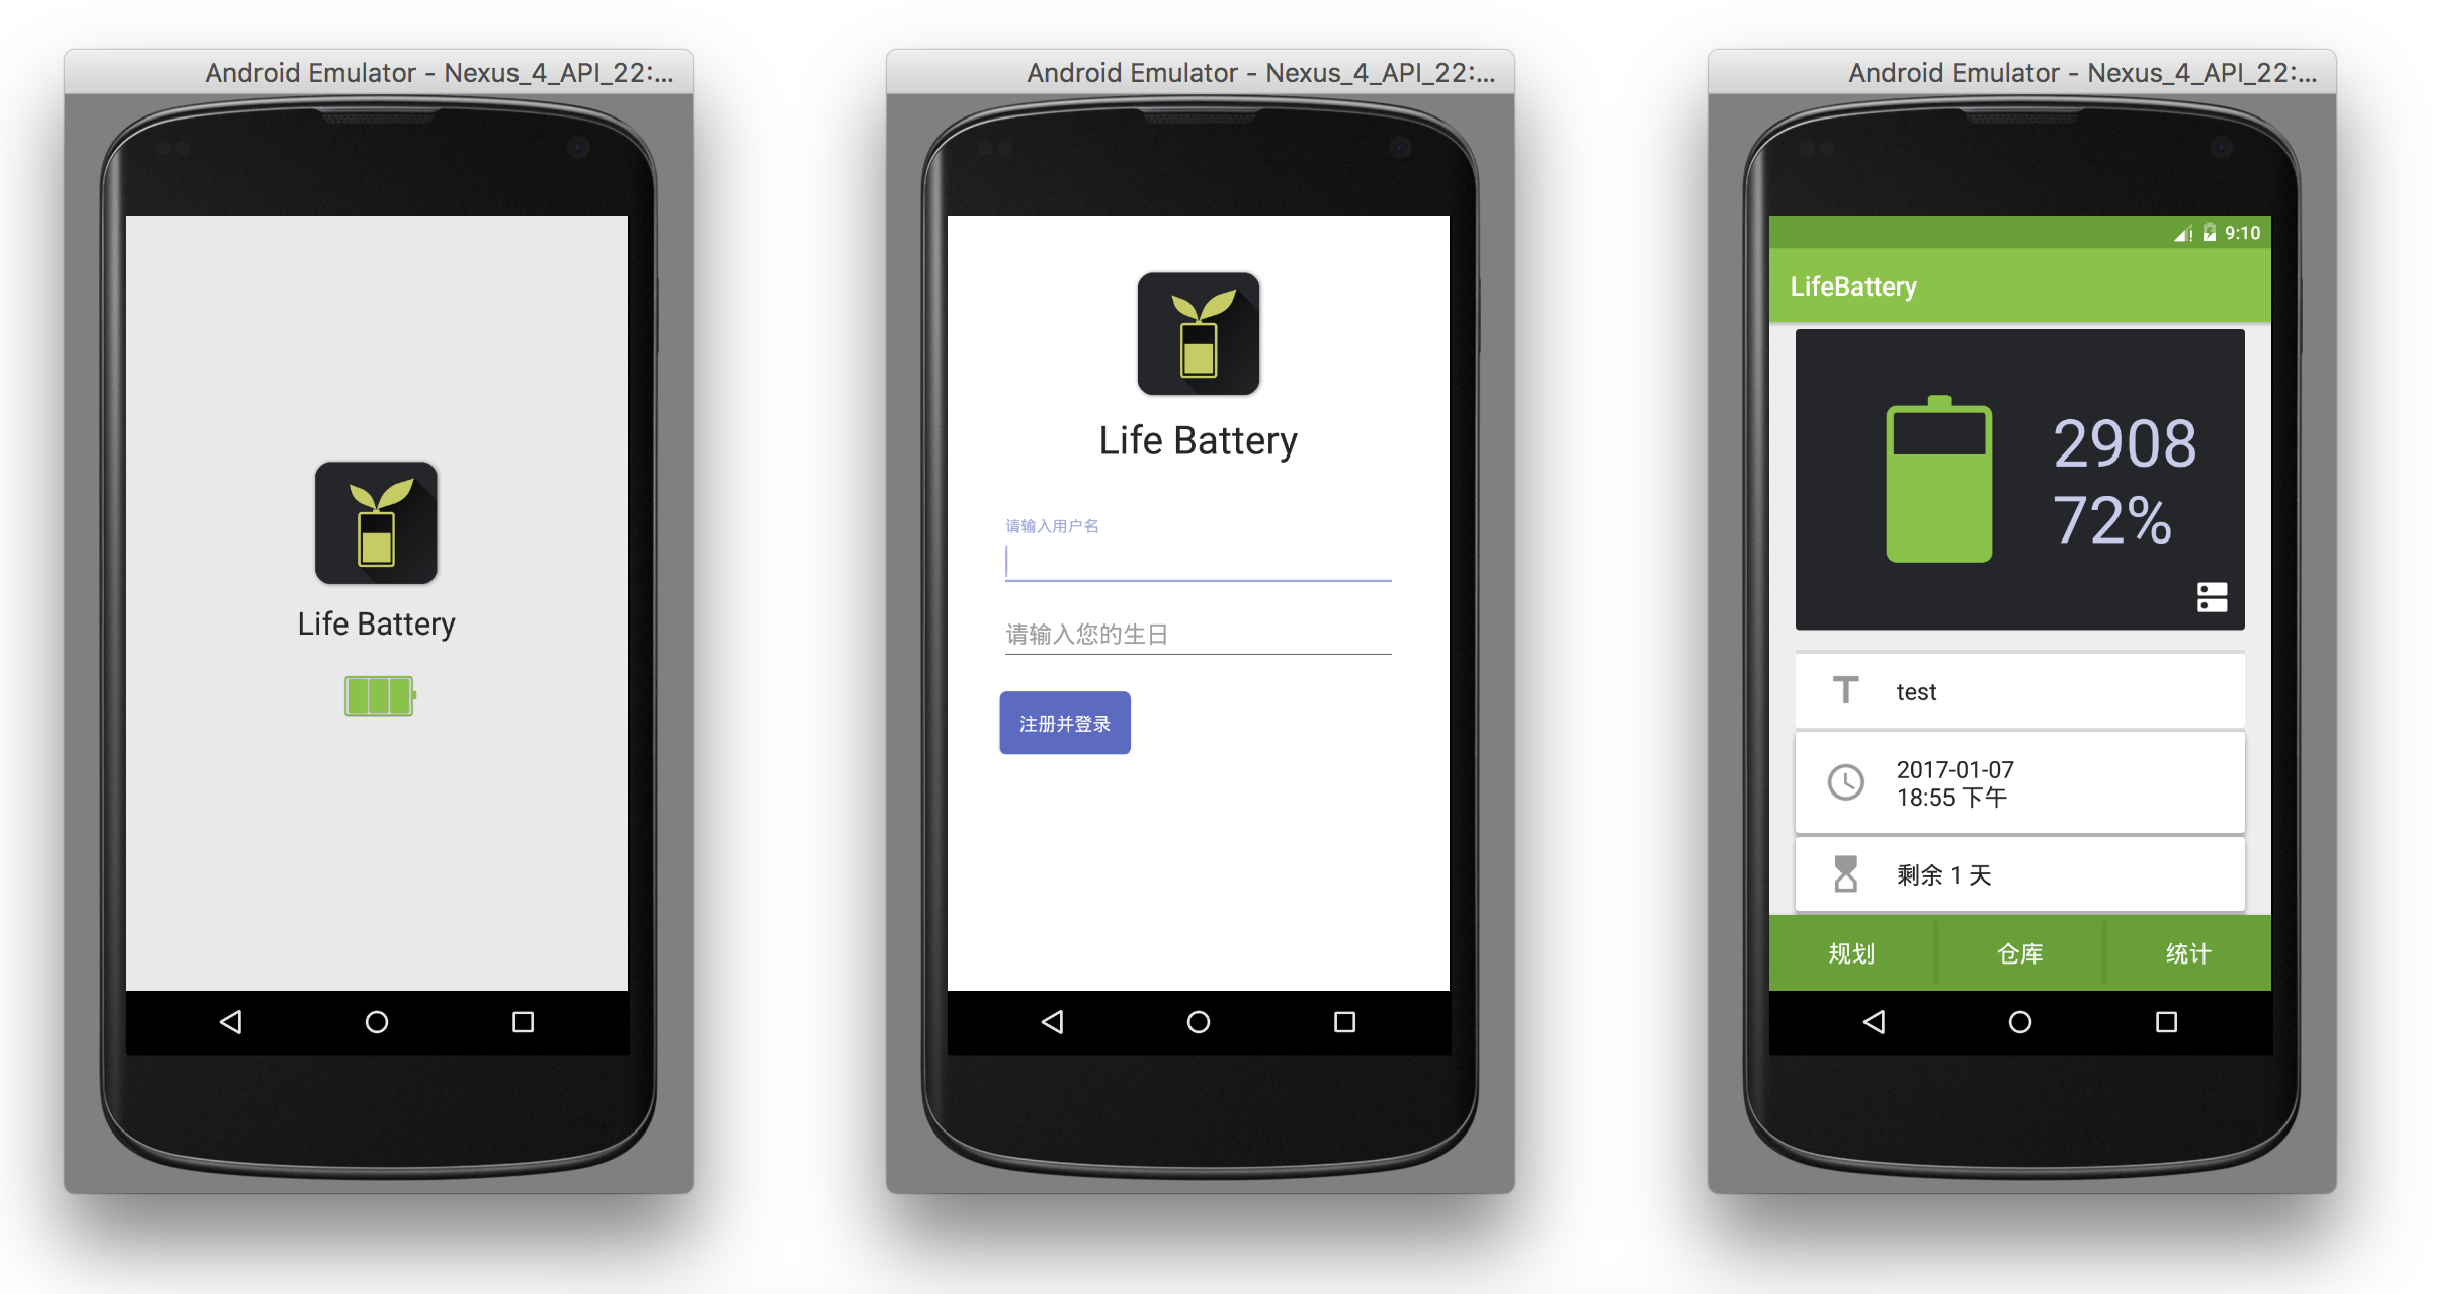 Android Emulator - Nexus_4_API_22:...
Life Battery
Android Emulator - Nexus_4_API_22:...
Life Battery
请输入用户名
请输入您的生日
注册并登录
Android Emulator - Nexus_4_API_22:...
9:10
LifeBattery
2908
72%
T
test
2017-01-07
18:55 下午
剩余 1 天
规划
仓库
统计